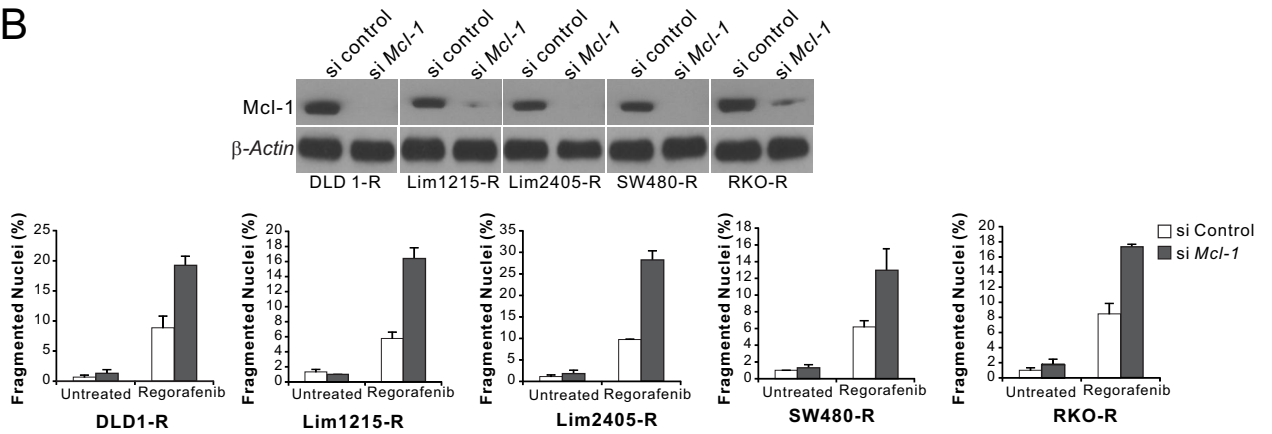 B
si control si Mcl-1 si control si Mcl-1 si control si Mcl-1 si control si Mcl-1 si control si Mcl-1
Mcl-1
β-Actin
DLD 1-R Lim1215-R Lim2405-R SW480-R RKO-R
Fragmented Nuclei (%)
25
20
15
10
5
0
Untreated Regorafenib
DLD1-R
Fragmented Nuclei (%)
20
18
16
14
12
10
8
6
4
2
0
Untreated Regorafenib
Lim1215-R
Fragmented Nuclei (%)
35
30
25
20
15
10
5
0
Untreated Regorafenib
Lim2405-R
Fragmented Nuclei (%)
18
16
14
12
10
8
6
4
2
0
Untreated Regorafenib
SW480-R
Fragmented Nuclei (%)
20
18
16
14
12
10
8
6
4
2
0
Untreated Regorafenib
RKO-R
si Control
si Mcl-1